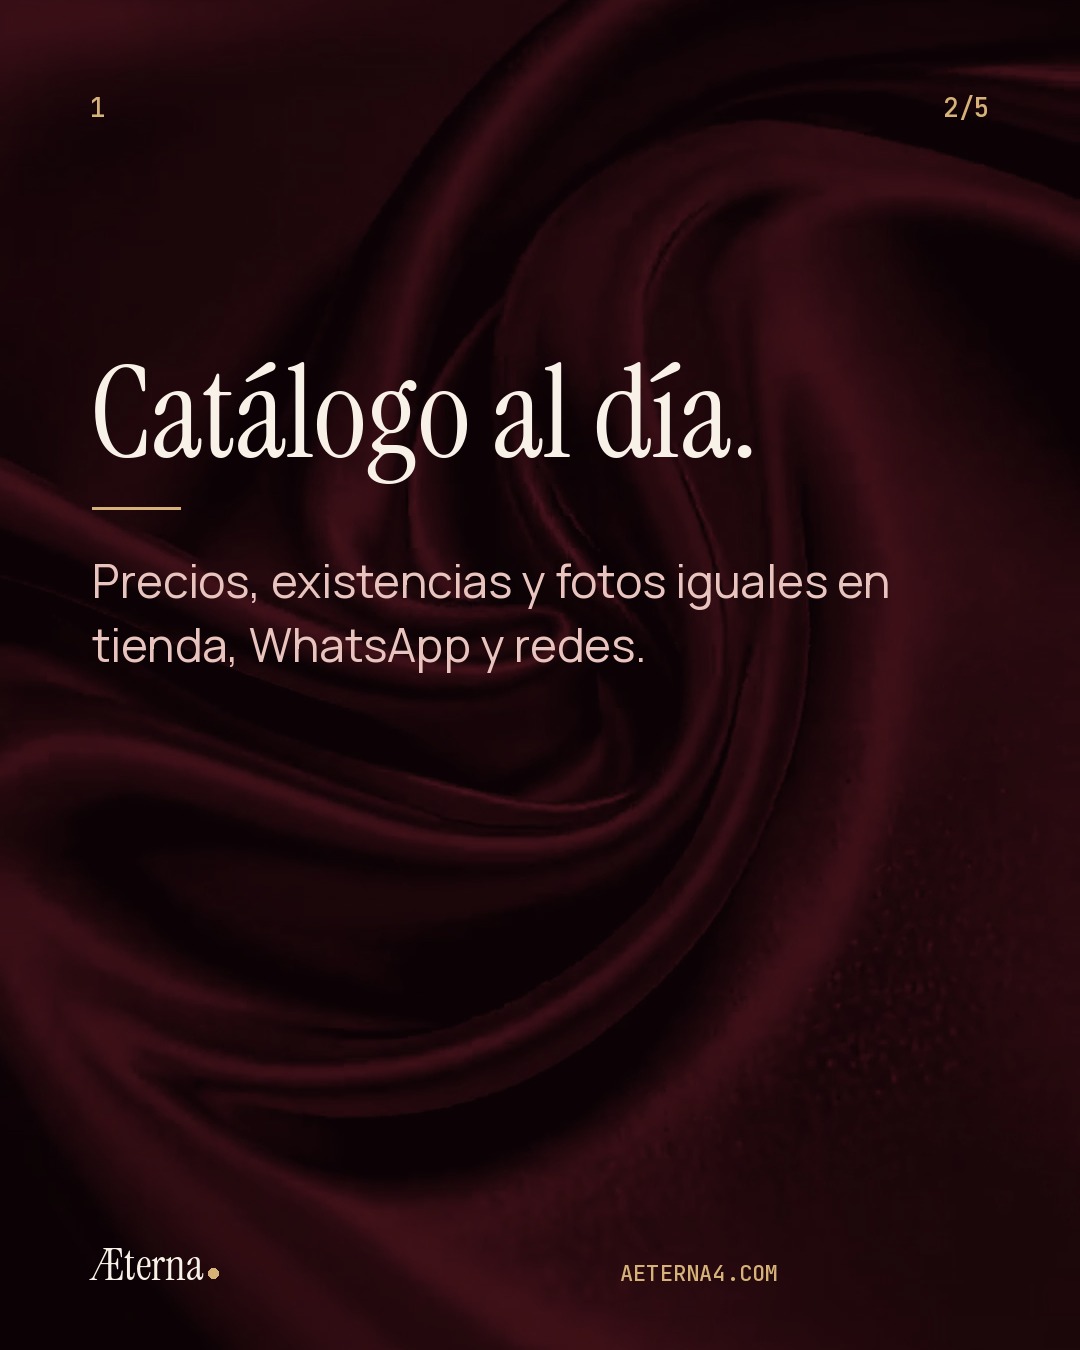 1
2/5
Catálogo al día.
Precios, existencias y fotos iguales en
tienda, WhatsApp y redes.
Æterna
AETERNA4.COM